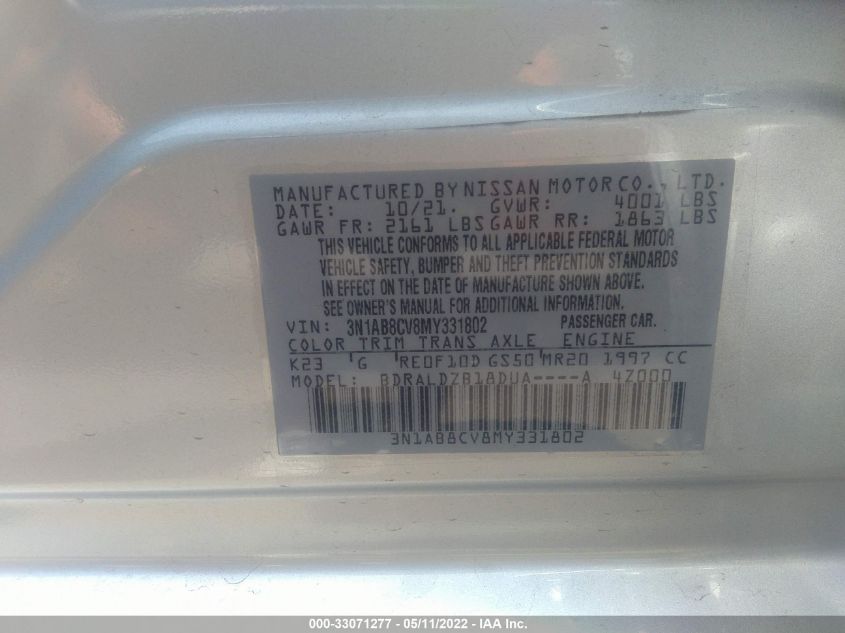 MANUFACTURED BY NISSAN MOTOR CO., LTD.
DATE: 10/21. GVWR: 4001 LBS
GAWR FR: 2161 LBS GAWR RR: 1863 LBS
THIS VEHICLE CONFORMS TO ALL APPLICABLE FEDERAL MOTOR
VEHICLE SAFETY, BUMPER AND THEFT PREVENTION STANDARDS
IN EFFECT ON THE DATE OF MANUFACTURE SHOWN ABOVE.
SEE OWNER'S MANUAL FOR ADDITIONAL INFORMATION.
VIN: 3N1AB8CV8MY331802 PASSENGER CAR.
COLOR TRIM TRANS AXLE ENGINE
K23 'G RE0F10D GS50'MR20 1997 CC
MODEL: BDRALDZB18DUA----A 4Z000
3N1AB8CV8MY331802
000-33071277 - 05/11/2022 - IAA Inc.